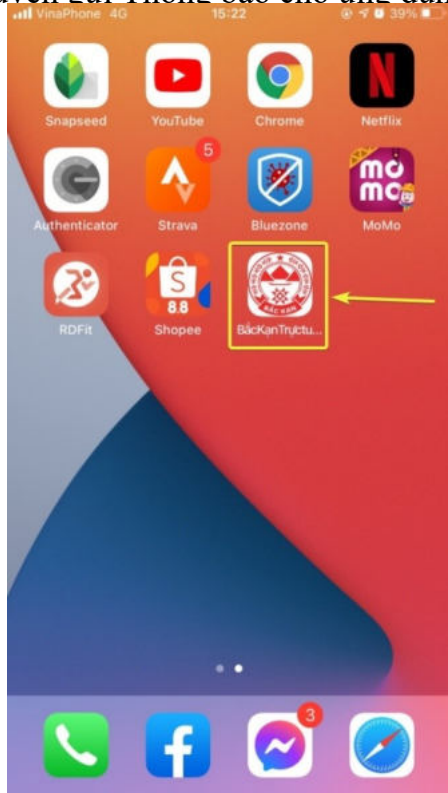 VinaPhone 4G 15:22 39%
Snapseed YouTube Chrome Netflix
5
mo
mo
Authenticator Strava Bluezone MoMo
S
8.8
BẮC KẠN
RDFit Shopee BắcKạnTrựctu...
3